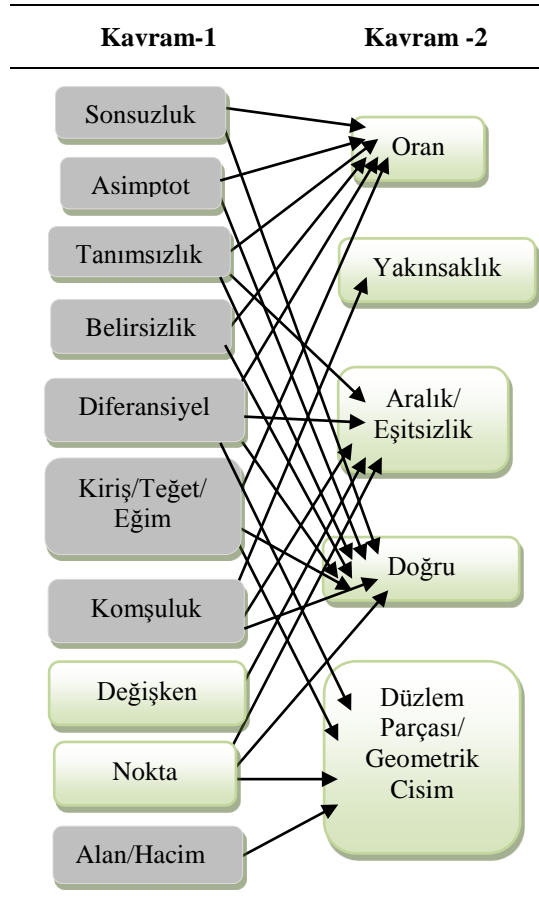 Kavram-1
Kavram -2
Sonsuzluk
Asimptot
Tanımsızlık
Belirsizlik
Diferansiyel
Kiriş/Teğet/
Eğim
Komşuluk
Değişken
Nokta
Alan/Hacim
Oran
Yakınsaklık
Aralık/
Eşitsizlik
Doğru
Düzlem
Parçası/
Geometrik
Cisim